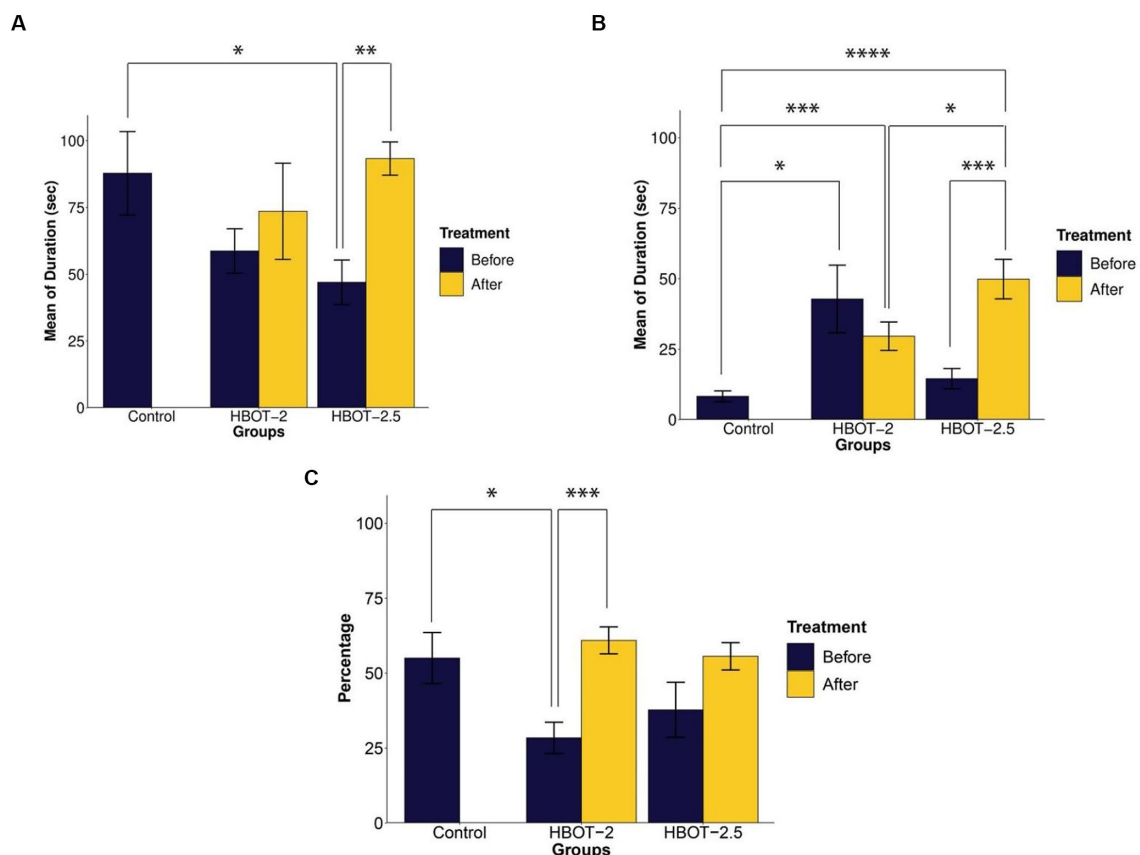 A
*
**
100
75
50
25
0
Mean of Duration (sec)
Control
HBOT−2
HBOT−2.5
Groups
Treatment
Before
After
B
****
***
*
*
***
100
75
50
25
0
Mean of Duration (sec)
Control
HBOT−2
HBOT−2.5
Groups
Treatment
Before
After
C
*
***
100
75
50
25
0
Percentage
Control
HBOT−2
HBOT−2.5
Groups
Treatment
Before
After